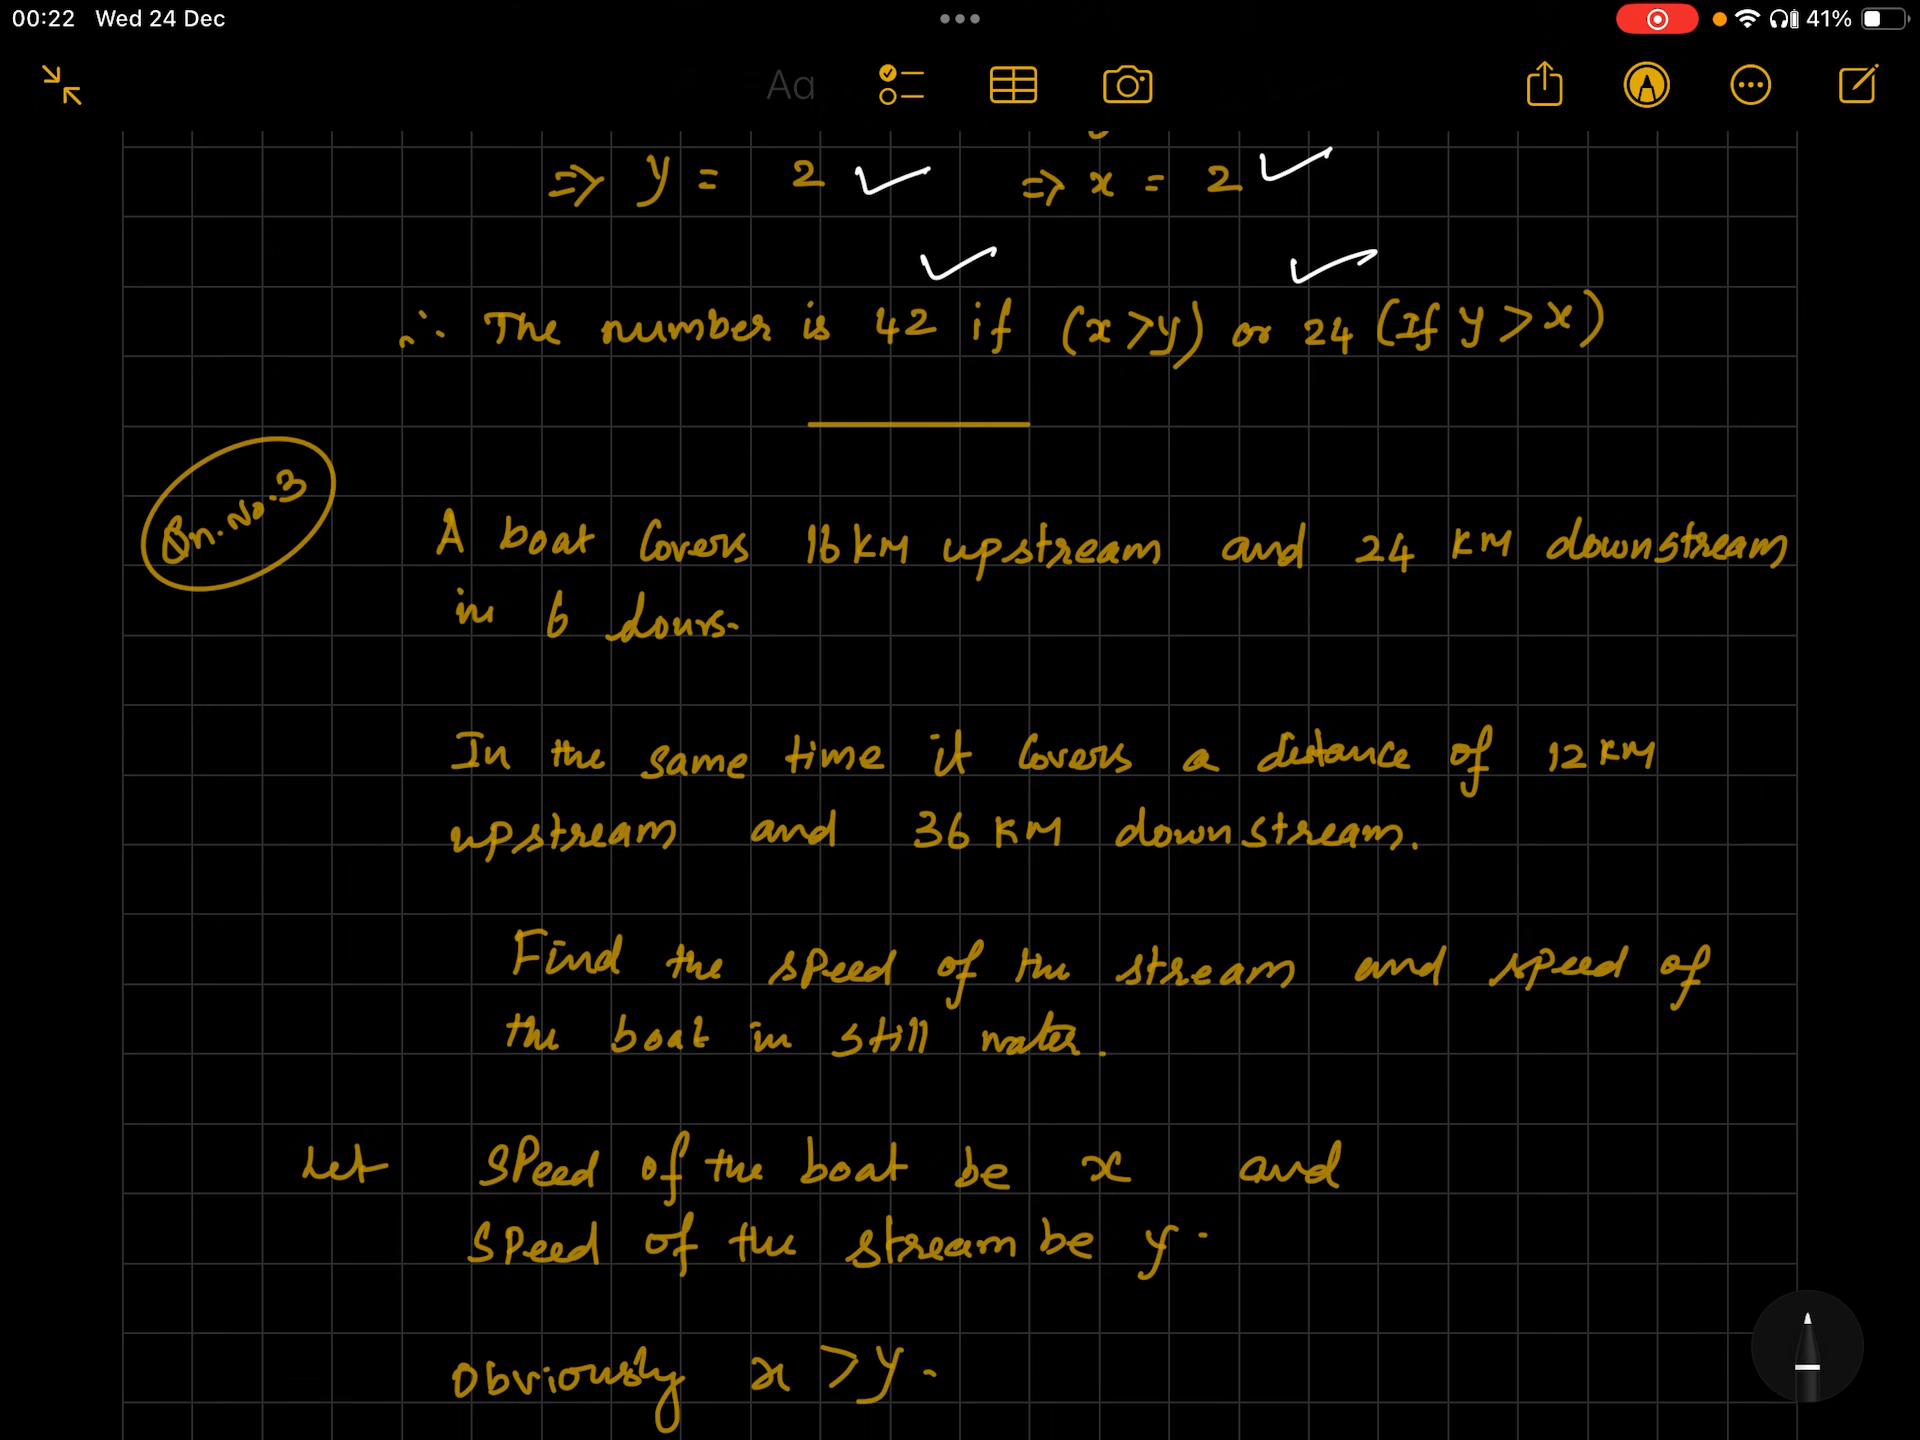 00:22 Wed 24 Dec
41%
Aa
⇒ y = 2 ✓ ⇒ x = 2 ✓
∴ The number is 42 if (x>y) or 24 (If y>x)
Qn.No.3
A boat Covers 16 KM upstream and 24 KM downstream
in 6 hours.
In the same time it Covers a distance of 12 KM
upstream and 36 KM downstream.
Find the speed of the stream and speed of
the boat in still water.
Let speed of the boat be x and
speed of the stream be y.
Obviously x > y.